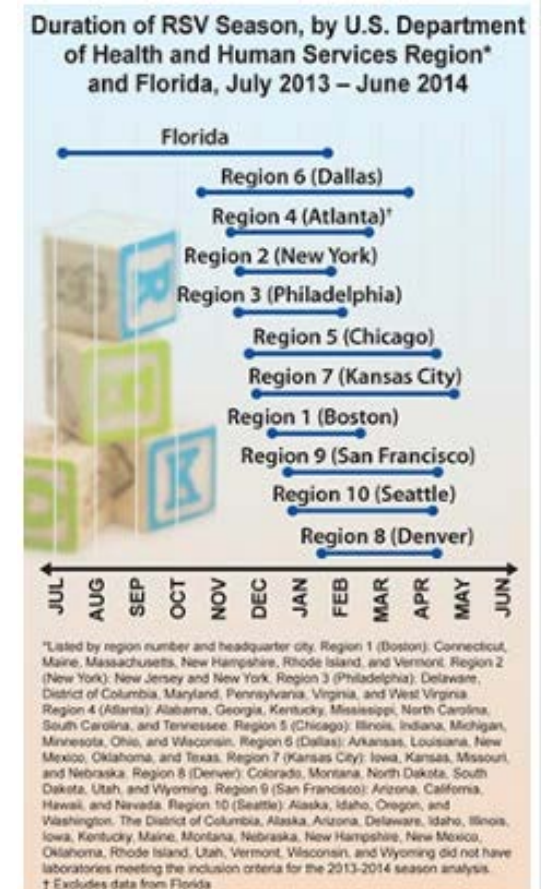 Duration of RSV Season, by U.S. Department
of Health and Human Services Region*
and Florida, July 2013 – June 2014
Florida
Region 6 (Dallas)
Region 4 (Atlanta)†
Region 2 (New York)
Region 3 (Philadelphia)
Region 5 (Chicago)
Region 7 (Kansas City)
Region 1 (Boston)
Region 9 (San Francisco)
Region 10 (Seattle)
Region 8 (Denver)
R
M
JUL AUG SEP OCT NOV DEC JAN FEB MAR APR MAY JUN
*Listed by region number and headquarter city. Region 1 (Boston): Connecticut,
Maine, Massachusetts, New Hampshire, Rhode Island, and Vermont. Region 2
(New York): New Jersey and New York. Region 3 (Philadelphia): Delaware,
District of Columbia, Maryland, Pennsylvania, Virginia, and West Virginia.
Region 4 (Atlanta): Alabama, Georgia, Kentucky, Mississippi, North Carolina,
South Carolina, and Tennessee. Region 5 (Chicago): Illinois, Indiana, Michigan,
Minnesota, Ohio, and Wisconsin. Region 6 (Dallas): Arkansas, Louisiana, New
Mexico, Oklahoma, and Texas. Region 7 (Kansas City): Iowa, Kansas, Missouri,
and Nebraska. Region 8 (Denver): Colorado, Montana, North Dakota, South
Dakota, Utah, and Wyoming. Region 9 (San Francisco): Arizona, California,
Hawaii, and Nevada. Region 10 (Seattle): Alaska, Idaho, Oregon, and
Washington. The District of Columbia, Alaska, Arizona, Delaware, Idaho, Illinois,
Iowa, Kentucky, Maine, Montana, Nebraska, New Hampshire, New Mexico,
Oklahoma, Rhode Island, Utah, Vermont, Wisconsin, and Wyoming did not have
laboratories meeting the inclusion criteria for the 2013-2014 season analysis.
† Excludes data from Florida